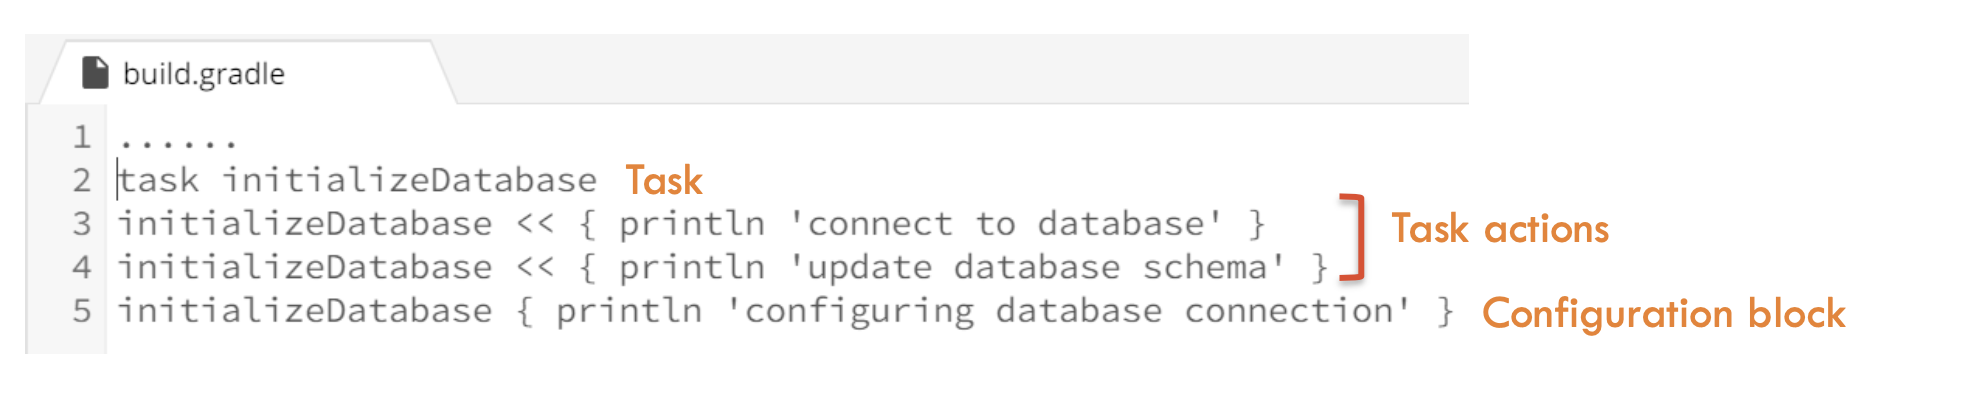 build.gradle
1 ......
2 task initializeDatabase Task
3 initializeDatabase << { println 'connect to database' }
Task actions
4 initializeDatabase << { println 'update database schema' }
5 initializeDatabase { println 'configuring database connection' } Configuration block